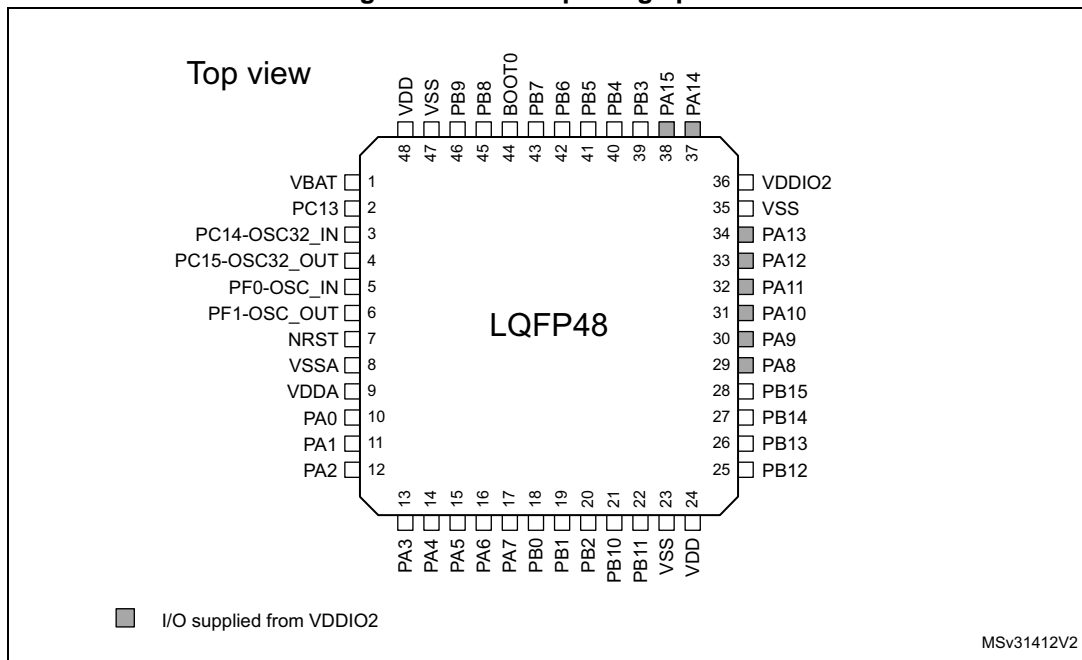 Top view
48 VDD
47 VSS
46 PB9
45 PB8
44 BOOT0
43 PB7
42 PB6
41 PB5
40 PB4
39 PB3
38 PA15
37 PA14
VBAT 1
PC13 2
PC14-OSC32_IN 3
PC15-OSC32_OUT 4
PF0-OSC_IN 5
PF1-OSC_OUT 6
NRST 7
VSSA 8
VDDA 9
PA0 10
PA1 11
PA2 12
LQFP48
36 VDDIO2
35 VSS
34 PA13
33 PA12
32 PA11
31 PA10
30 PA9
29 PA8
28 PB15
27 PB14
26 PB13
25 PB12
PA3 13
PA4 14
PA5 15
PA6 16
PA7 17
PB0 18
PB1 19
PB2 20
PB10 21
PB11 22
VSS 23
VDD 24
I/O supplied from VDDIO2
MSv31412V2